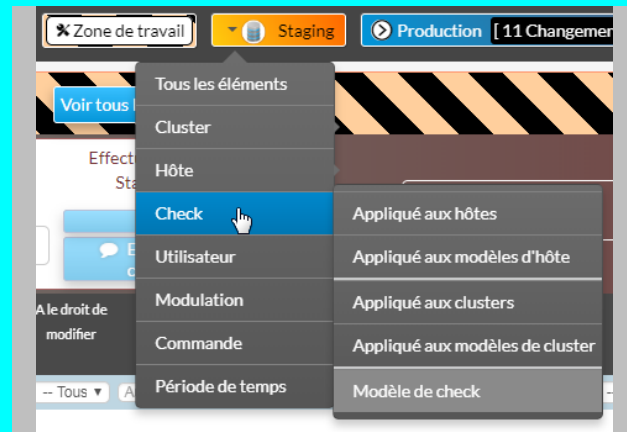 Zone de travail
Staging
Production [ 11 Changemen
Voir tous
Tous les éléments
Cluster
Hôte
Check
Utilisateur
Modulation
Commande
Période de temps
Appliqué aux hôtes
Appliqué aux modèles d'hôte
Appliqué aux clusters
Appliqué aux modèles de cluster
Modèle de check
Effect
Sta
E
c
A le droit de
modifier
-- Tous ▼
A